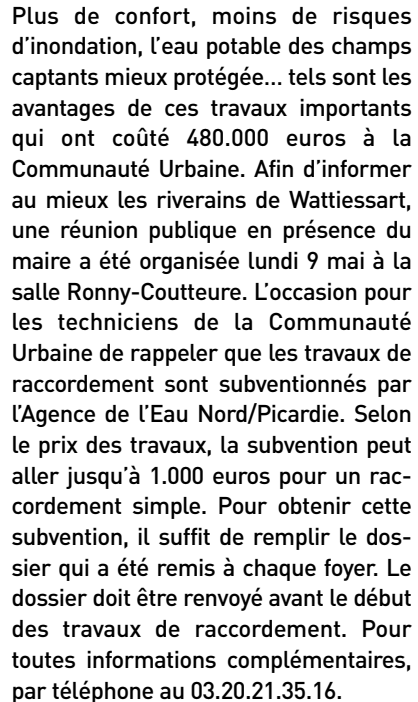 Plus de confort, moins de risques
d’inondation, l’eau potable des champs
captants mieux protégée... tels sont les
avantages de ces travaux importants
qui ont coûté 480.000 euros à la
Communauté Urbaine. Afin d’informer
au mieux les riverains de Wattiessart,
une réunion publique en présence du
maire a été organisée lundi 9 mai à la
salle Ronny-Coutteure. L’occasion pour
les techniciens de la Communauté
Urbaine de rappeler que les travaux de
raccordement sont subventionnés par
l’Agence de l’Eau Nord/Picardie. Selon
le prix des travaux, la subvention peut
aller jusqu’à 1.000 euros pour un rac-
cordement simple. Pour obtenir cette
subvention, il suffit de remplir le dos-
sier qui a été remis à chaque foyer. Le
dossier doit être renvoyé avant le début
des travaux de raccordement. Pour
toutes informations complémentaires,
par téléphone au 03.20.21.35.16.